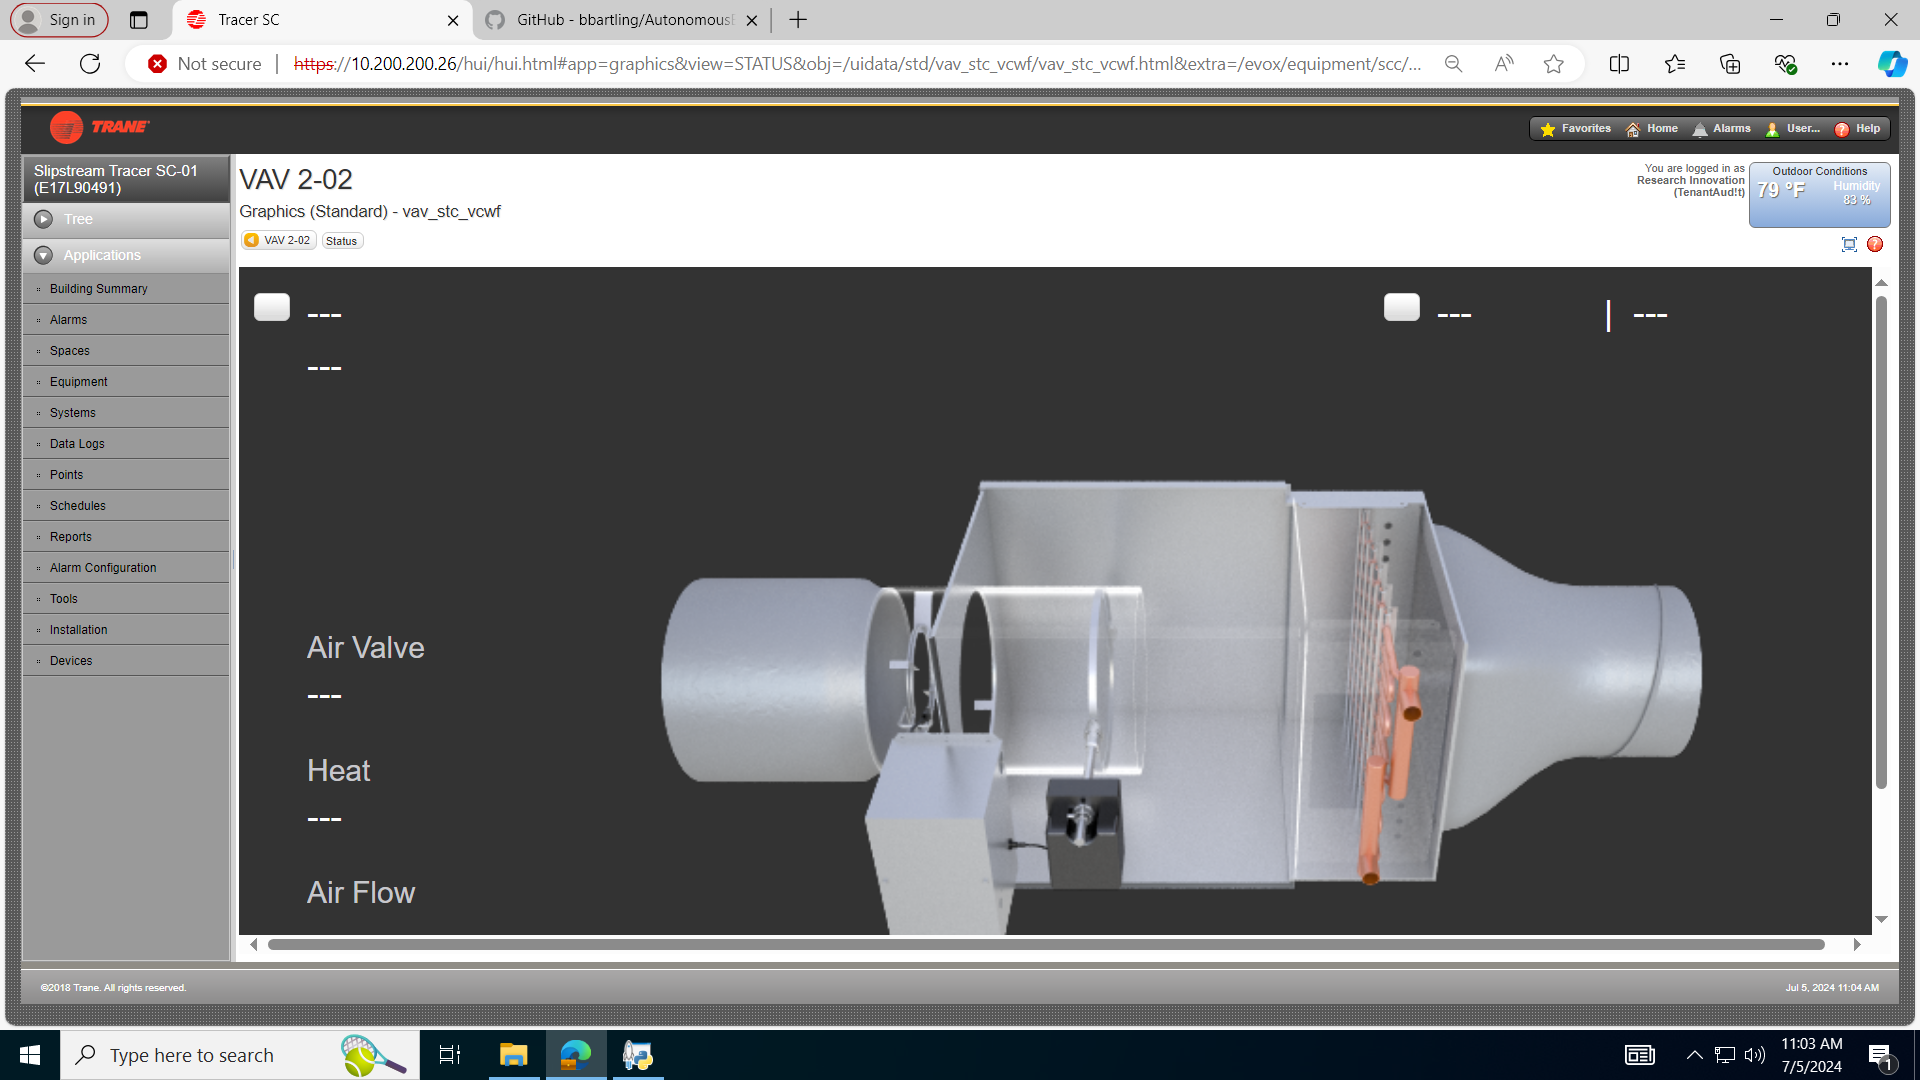 Sign in
Tracer SC
GitHub - bbartling/Autonomous
Not secure
https://10.200.200.26/hui/hui.html#app=graphics&view=STATUS&obj=/uidata/std/vav_stc_vcwf/vav_stc_vcwf.html&extra=/evox/equipment/scc/...
TRANE
Favorites Home Alarms User... Help
Slipstream Tracer SC-01
(E17L90491)
Tree
Applications
Building Summary
Alarms
Spaces
Equipment
Systems
Data Logs
Points
Schedules
Reports
Alarm Configuration
Tools
Installation
Devices
VAV 2-02
Graphics (Standard) - vav_stc_vcwf
VAV 2-02 Status
You are logged in as
Research Innovation
(TenantAud!t)
Outdoor Conditions
79 °F
Humidity
83 %
--- --- | ---
---
Air Valve
---
Heat
---
Air Flow
©2018 Trane. All rights reserved.
Jul 5, 2024 11:04 AM
Type here to search
11:03 AM
7/5/2024
1